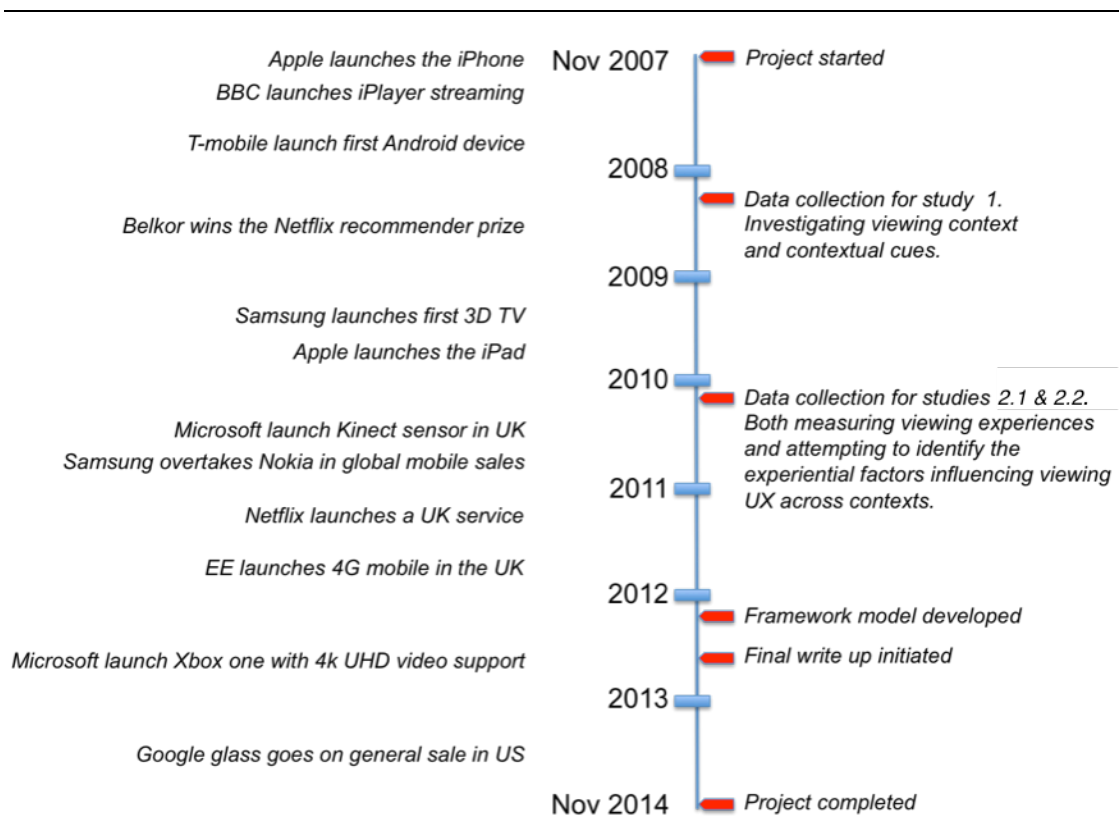 Apple launches the iPhone
Nov 2007
Project started
BBC launches iPlayer streaming
T-mobile launch first Android device
2008
Data collection for study 1.
Investigating viewing context
and contextual cues.
Belkor wins the Netflix recommender prize
2009
Samsung launches first 3D TV
Apple launches the iPad
2010
Data collection for studies 2.1 & 2.2.
Both measuring viewing experiences
and attempting to identify the
experiential factors influencing viewing
UX across contexts.
Microsoft launch Kinect sensor in UK
Samsung overtakes Nokia in global mobile sales
2011
Netflix launches a UK service
EE launches 4G mobile in the UK
2012
Framework model developed
Microsoft launch Xbox one with 4k UHD video support
Final write up initiated
2013
Google glass goes on general sale in US
Nov 2014
Project completed